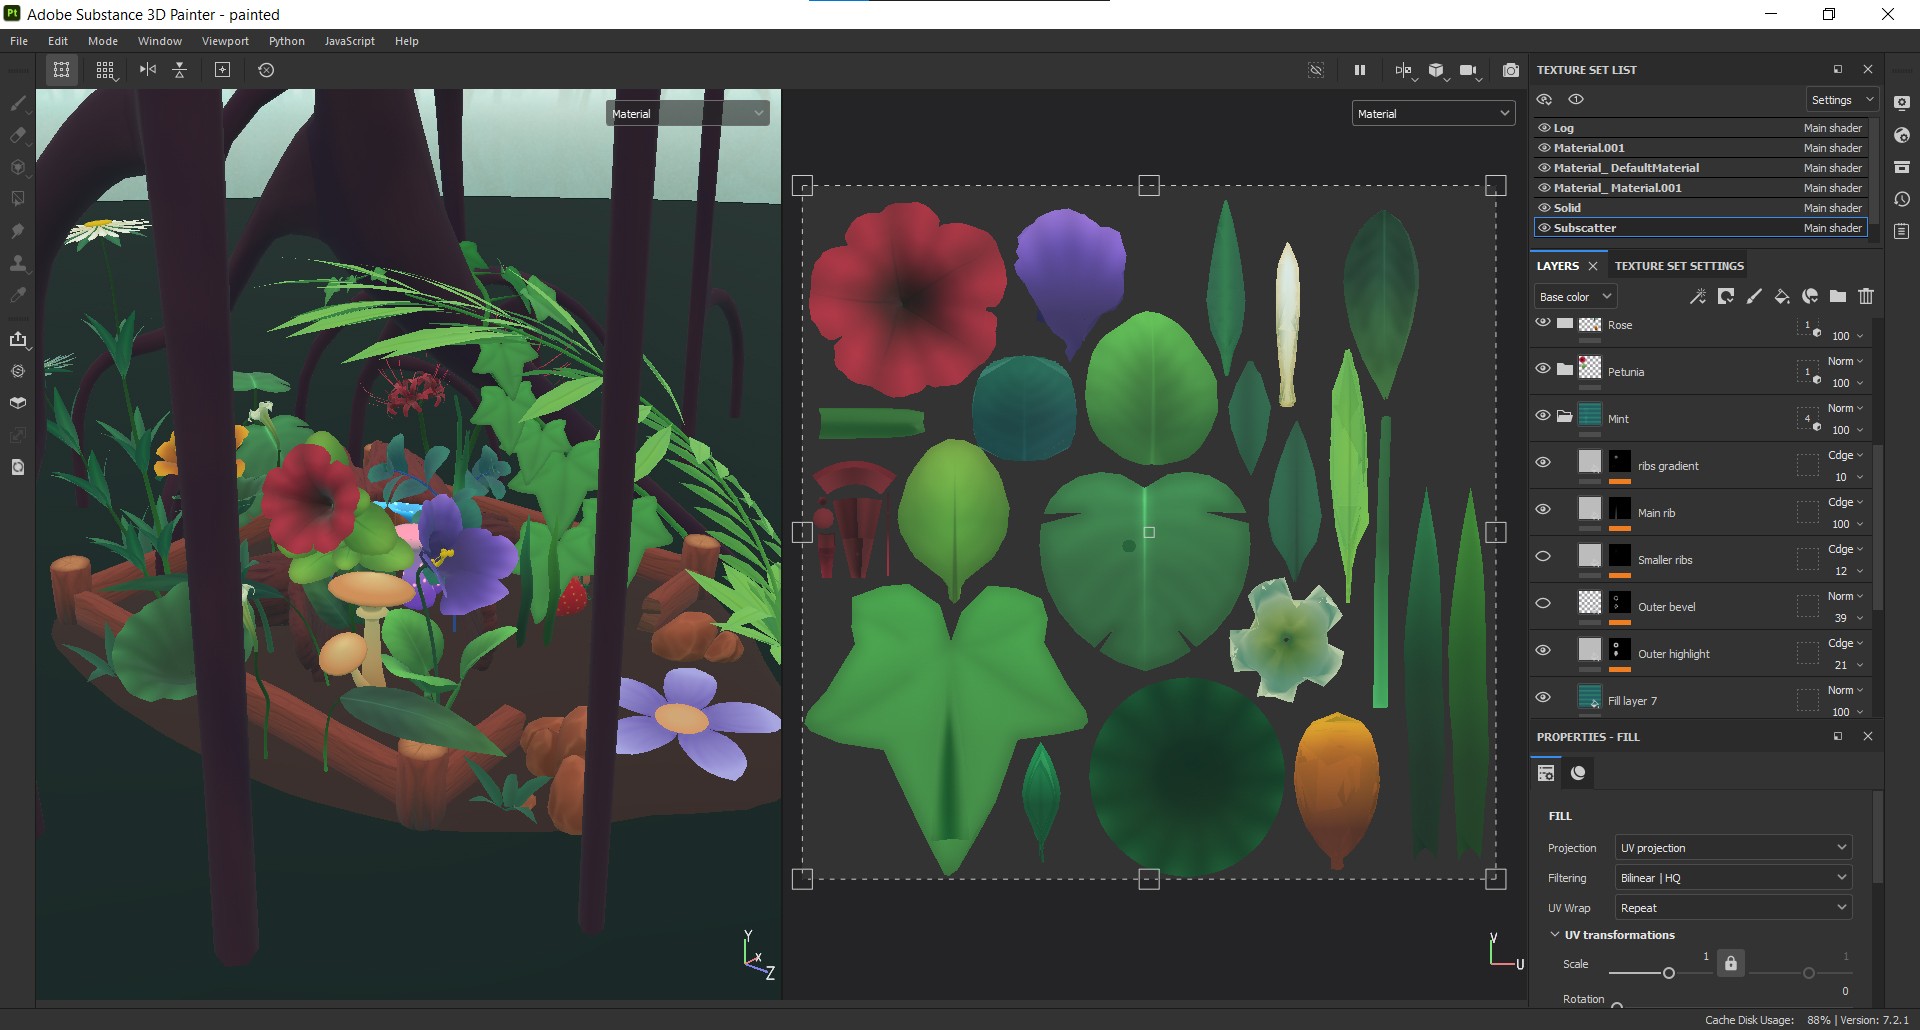 Pt Adobe Substance 3D Painter - painted
File Edit Mode Window Viewport Python JavaScript Help
Material
Material
Y
X
Z
V
U
TEXTURE SET LIST
Settings
Log Main shader
Material.001 Main shader
Material_ DefaultMaterial Main shader
Material_ Material.001 Main shader
Solid Main shader
Subscatter Main shader
LAYERS TEXTURE SET SETTINGS
Base color
Rose 1 100
Petunia 1 Norm 100
Mint 4 Norm 100
ribs gradient Cdge 10
Main rib Cdge 100
Smaller ribs Cdge 12
Outer bevel Norm 39
Outer highlight Cdge 21
Fill layer 7 Norm 100
PROPERTIES - FILL
FILL
Projection UV projection
Filtering Bilinear | HQ
UV Wrap Repeat
UV transformations
Scale 1 1
Rotation 0
Cache Disk Usage: 88% | Version: 7.2.1